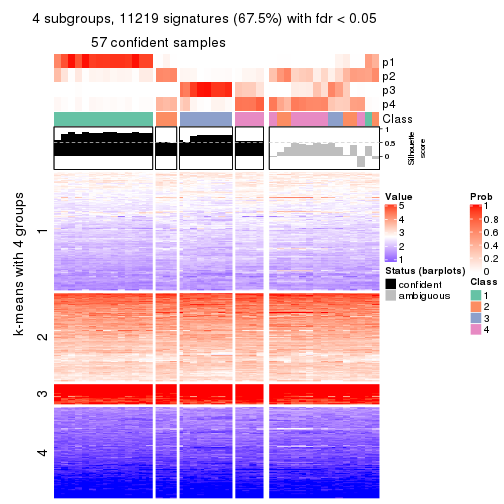 4 subgroups, 11219 signatures (67.5%) with fdr < 0.05
57 confident samples
p1
p2
p3
p4
Class
1
0.5
0
Silhouette
score
k-means with 4 groups
1
2
3
4
Value
5
4
3
2
1
Status (barplots)
confident
ambiguous
Prob
1
0.8
0.6
0.4
0.2
0
Class
1
2
3
4